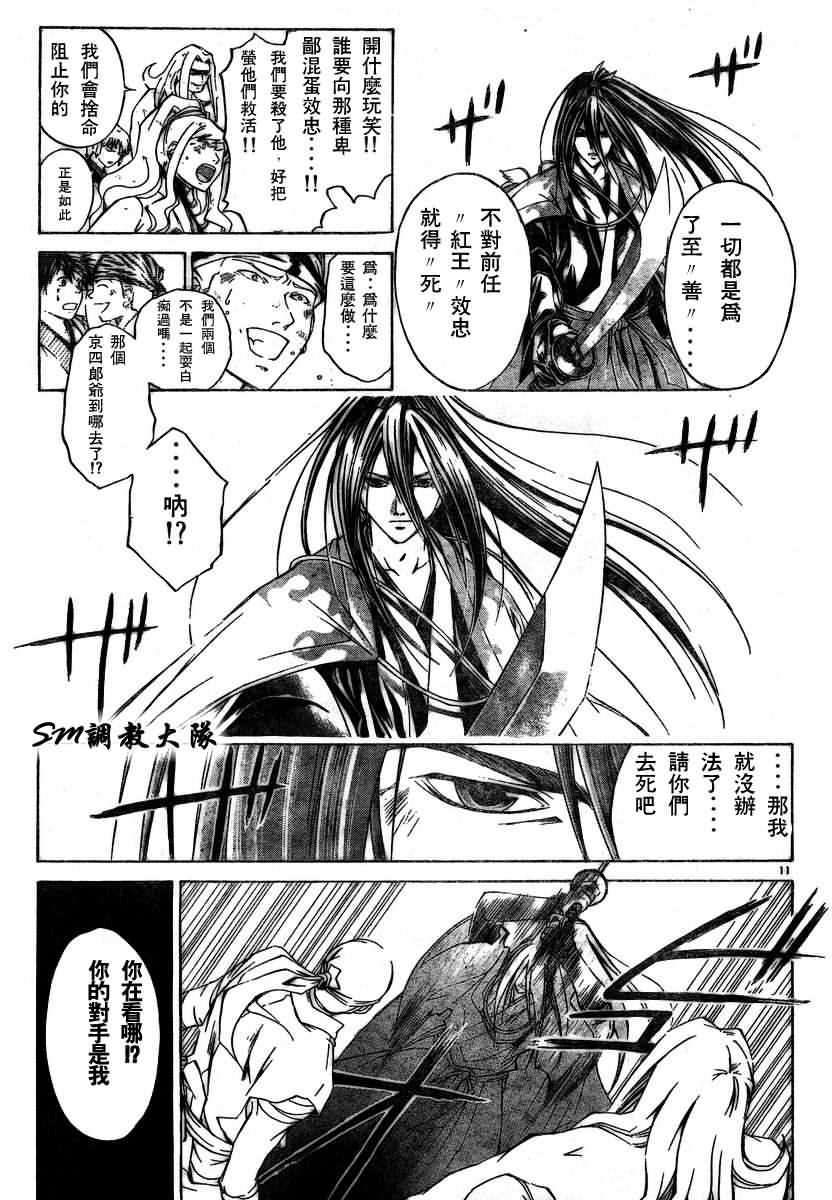 一切都是為
了至〃善〃‥‥
不對前任
〃紅王〃效忠
就得〃死〃
開什麼玩笑!!
誰要向那種卑
鄙混蛋效忠‥‥!!
我們要殺了他,好把
螢他們救活!!
我們會捨命
阻止你的
正是如此
為‥為什麼
要這麼做‥‥
我們兩個
不是一起耍白
痴過嗎‥‥
那個
京四郎爺到哪去了!?
‥‥吶!?
SM調教大隊
‥‥那我
就沒辦
法了‥‥
請你們
去死吧
11
你在看哪!?
你的對手是我